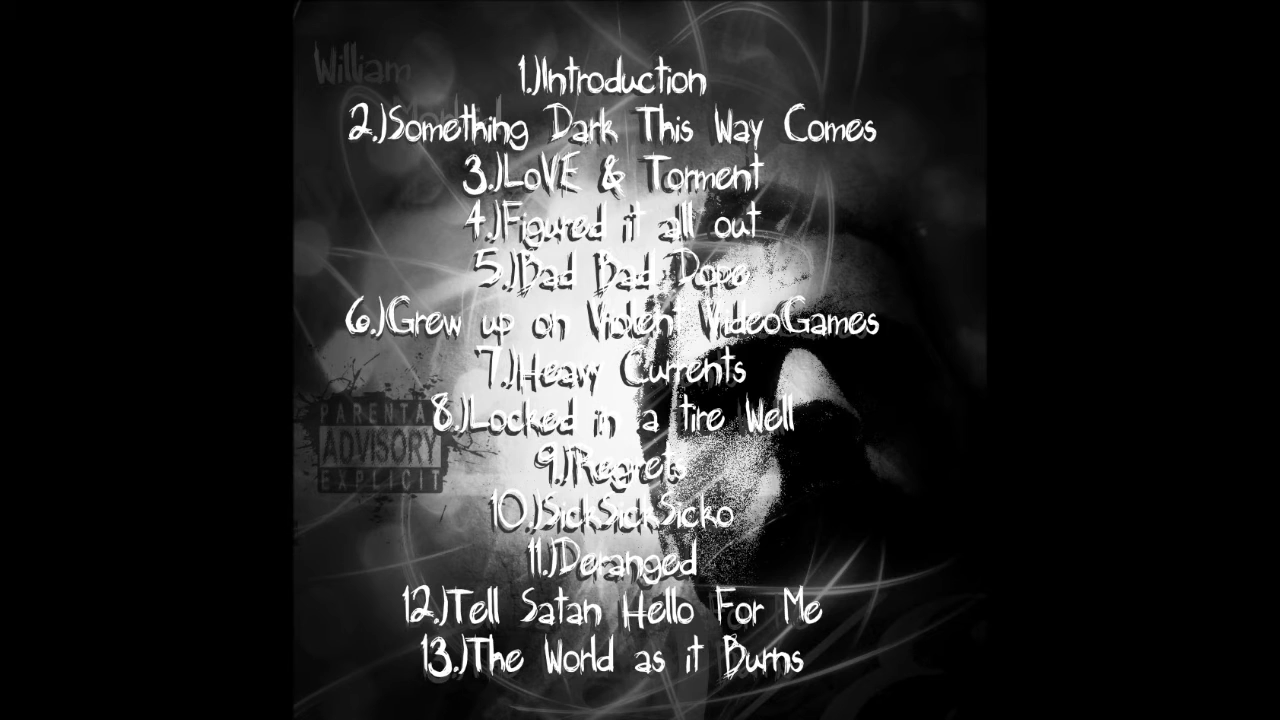 William
1.)Introduction
2.)Something Dark This Way Comes
3.)LoVE & Torment
4.)Figured it all out
5.)Bad Bad Dope
6.)Grew up on Violent VideoGames
7.)Heavy Currents
8.)Locked in a tire Well
9.)Regrets
10.)SickSickSicko
11.)Deranged
12.)Tell Satan Hello For Me
13.)The World as it Burns
PARENTAL
ADVISORY
EXPLICIT